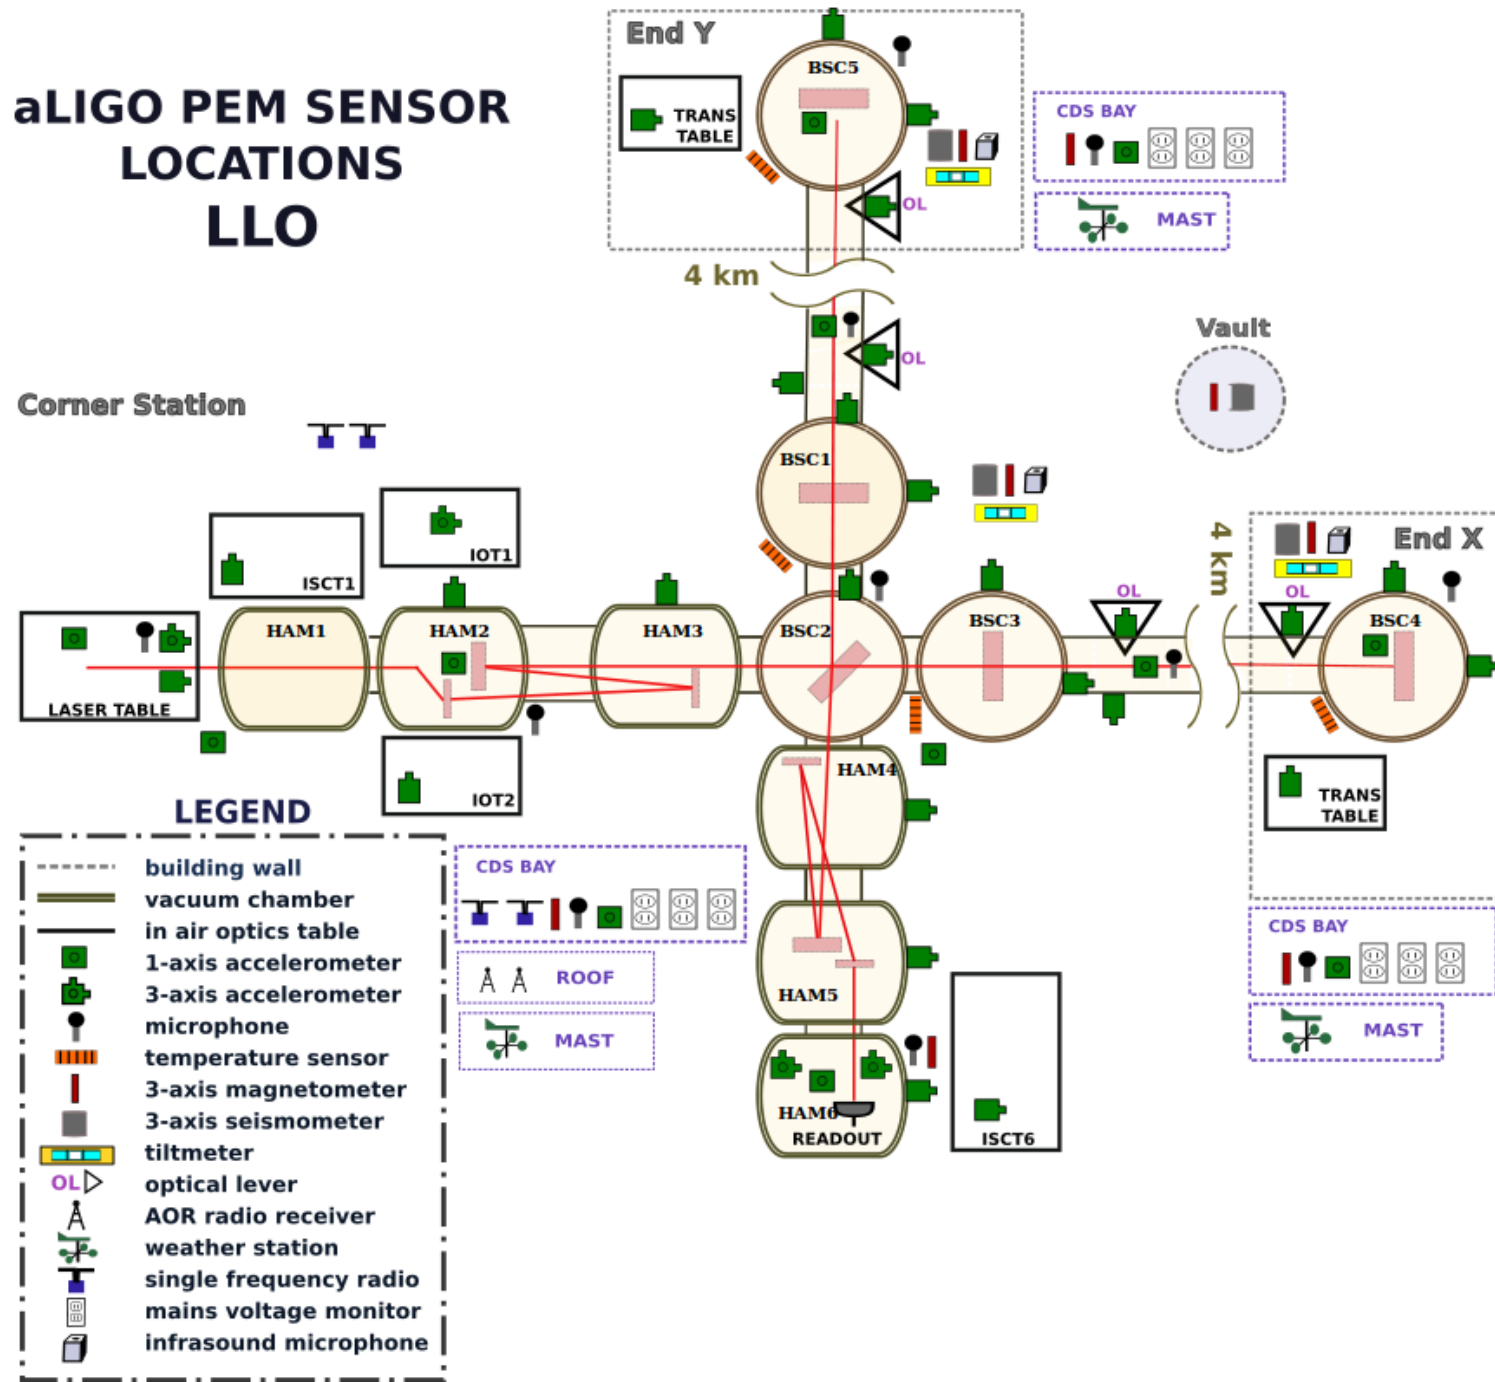 aLIGO PEM SENSOR
LOCATIONS
LLO
End Y
BSC5
TRANS
TABLE
OL
CDS BAY
MAST
4 km
OL
Vault
Corner Station
BSC1
ISCT1
IOT1
4 km
End X
OL
OL
LASER TABLE
HAM1
HAM2
HAM3
BSC2
BSC3
BSC4
IOT2
HAM4
TRANS
TABLE
HAM5
HAM6
READOUT
ISCT6
CDS BAY
ROOF
MAST
CDS BAY
MAST
LEGEND
building wall
vacuum chamber
in air optics table
1-axis accelerometer
3-axis accelerometer
microphone
temperature sensor
3-axis magnetometer
3-axis seismometer
tiltmeter
OL optical lever
AOR radio receiver
weather station
single frequency radio
mains voltage monitor
infrasound microphone